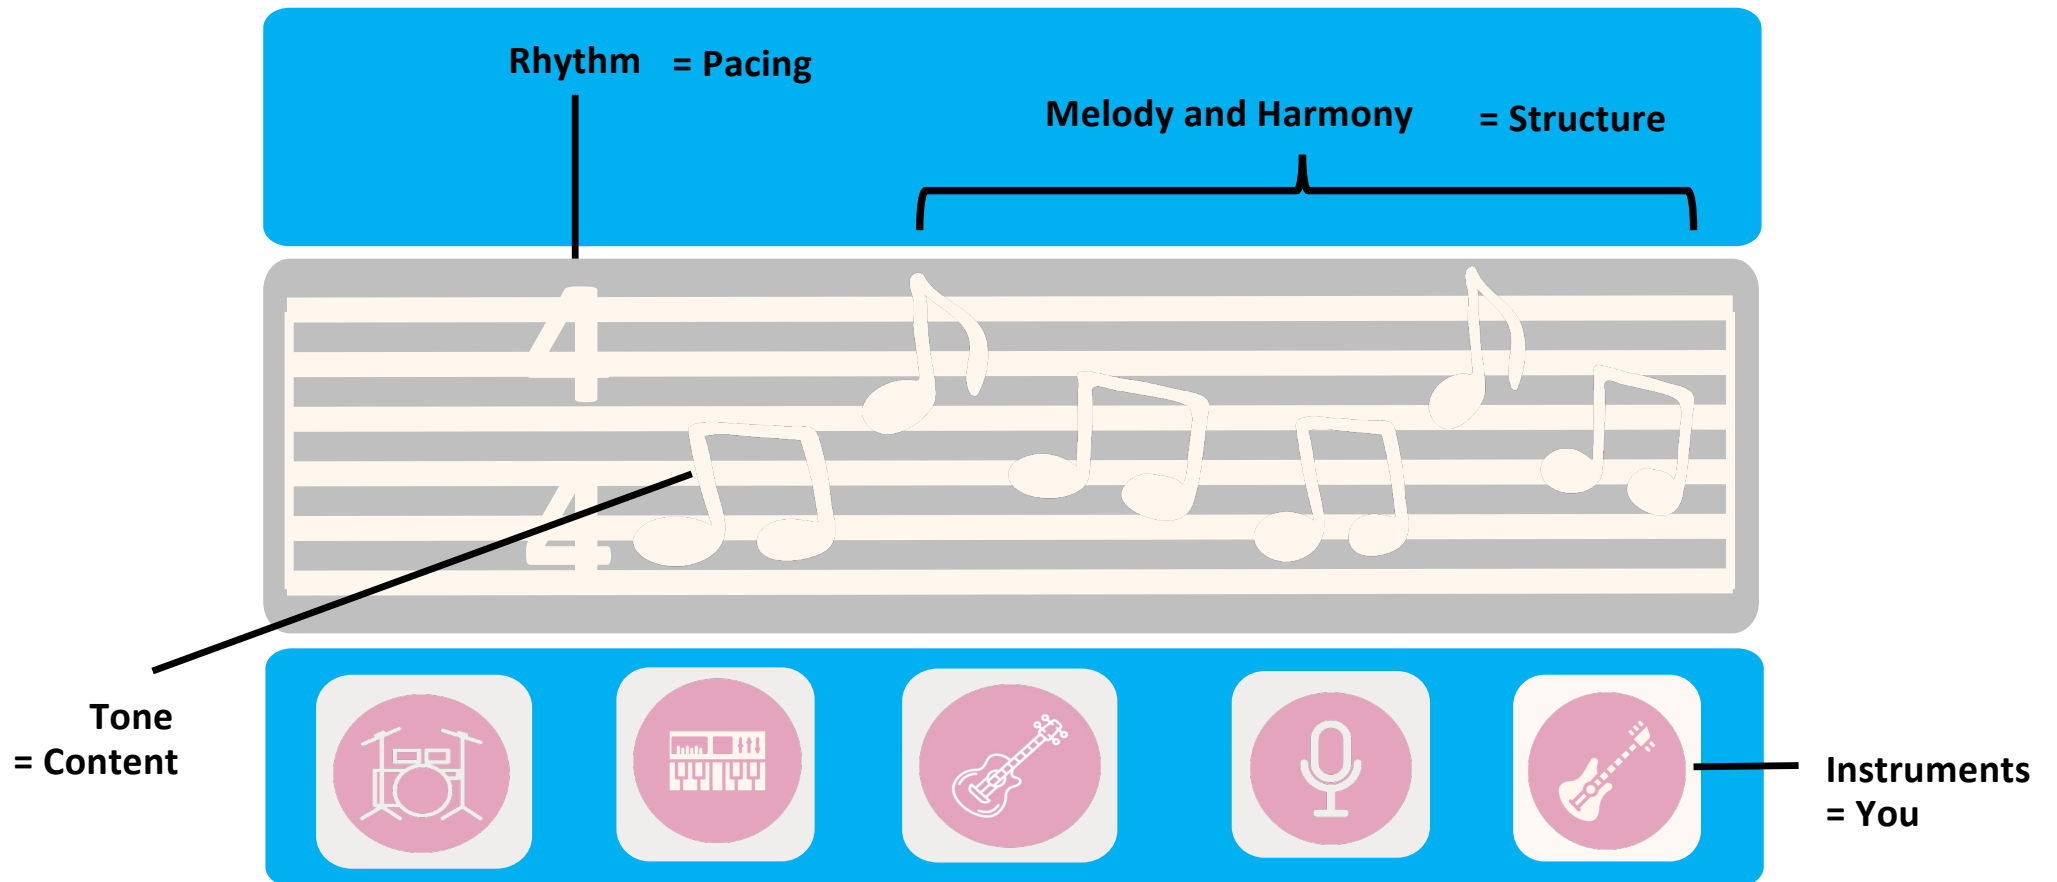 Rhythm = Pacing
Melody and Harmony = Structure
4
4
Tone
= Content
Instruments
= You